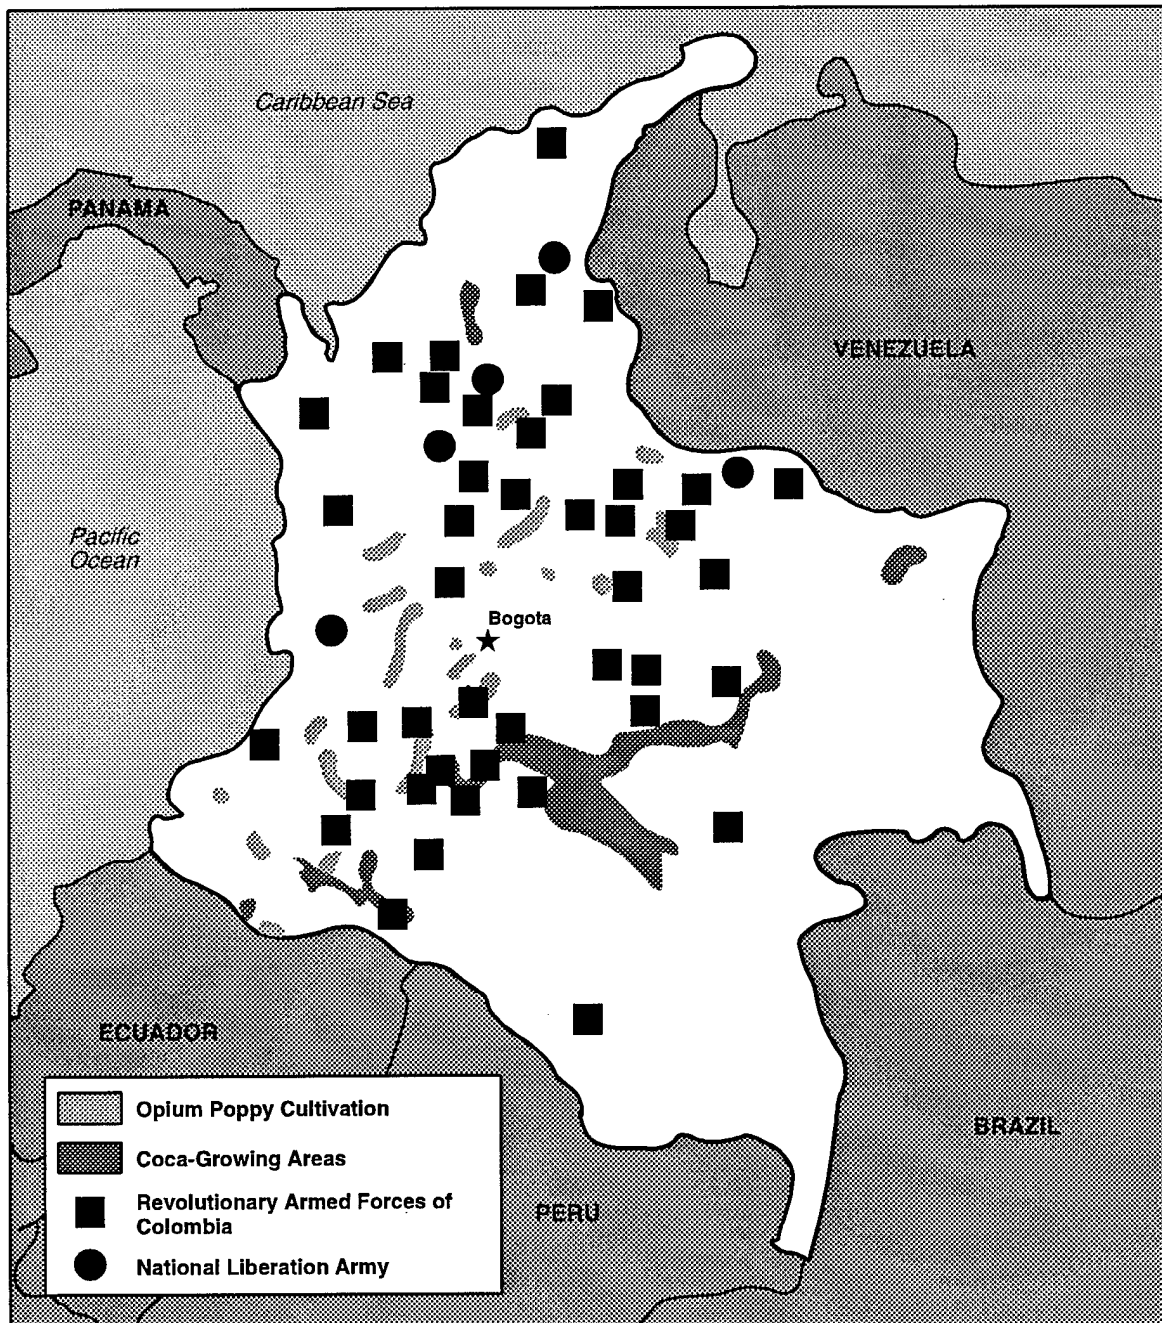 Caribbean Sea
PANAMA
VENEZUELA
Pacific
Ocean
Bogota
ECUADOR
BRAZIL
PERU
Opium Poppy Cultivation
Coca-Growing Areas
Revolutionary Armed Forces of
Colombia
National Liberation Army